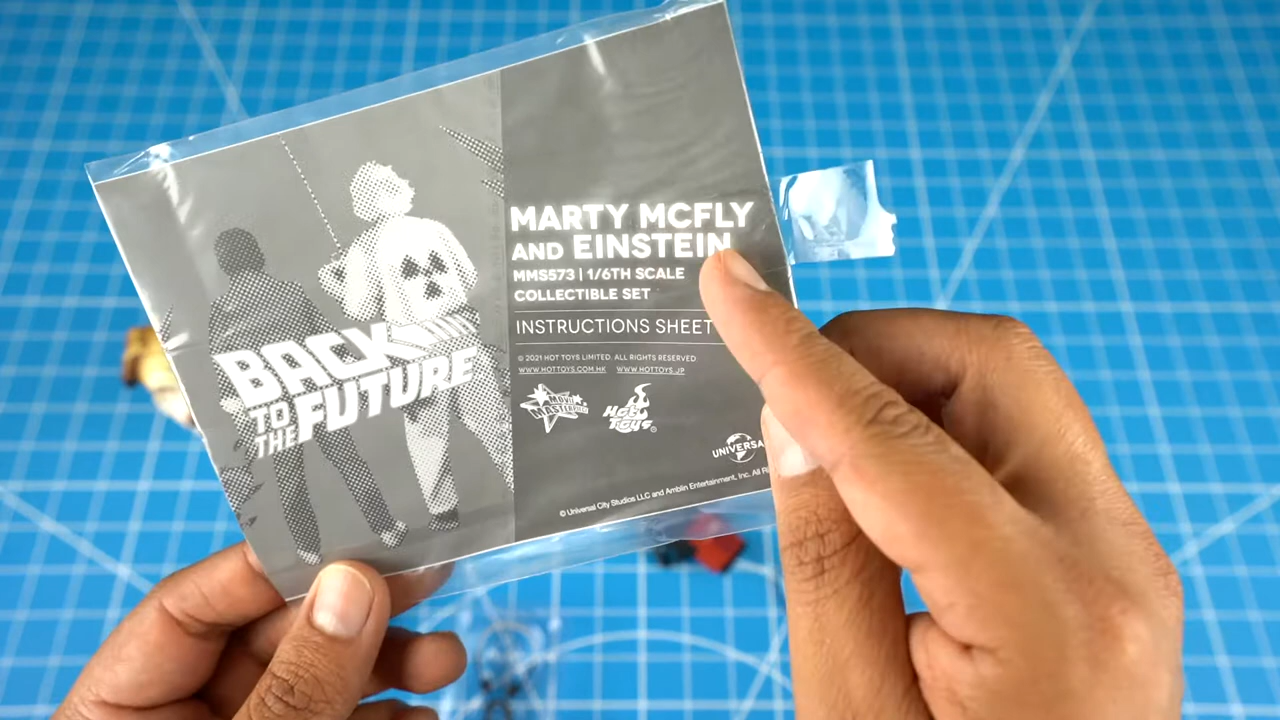 BACK
TO
THE FUTURE
MARTY MCFLY
AND EINSTEIN
MMS573 | 1/6TH SCALE
COLLECTIBLE SET
INSTRUCTIONS SHEET
© 2021 HOT TOYS LIMITED. ALL RIGHTS RESERVED
WWW.HOTTOYS.COM.HK WWW.HOTTOYS.JP
MOVIE
MASTERPIECE
Hot
Toys®
UNIVERSA
© Universal City Studios LLC and Amblin Entertainment, Inc. All Ri